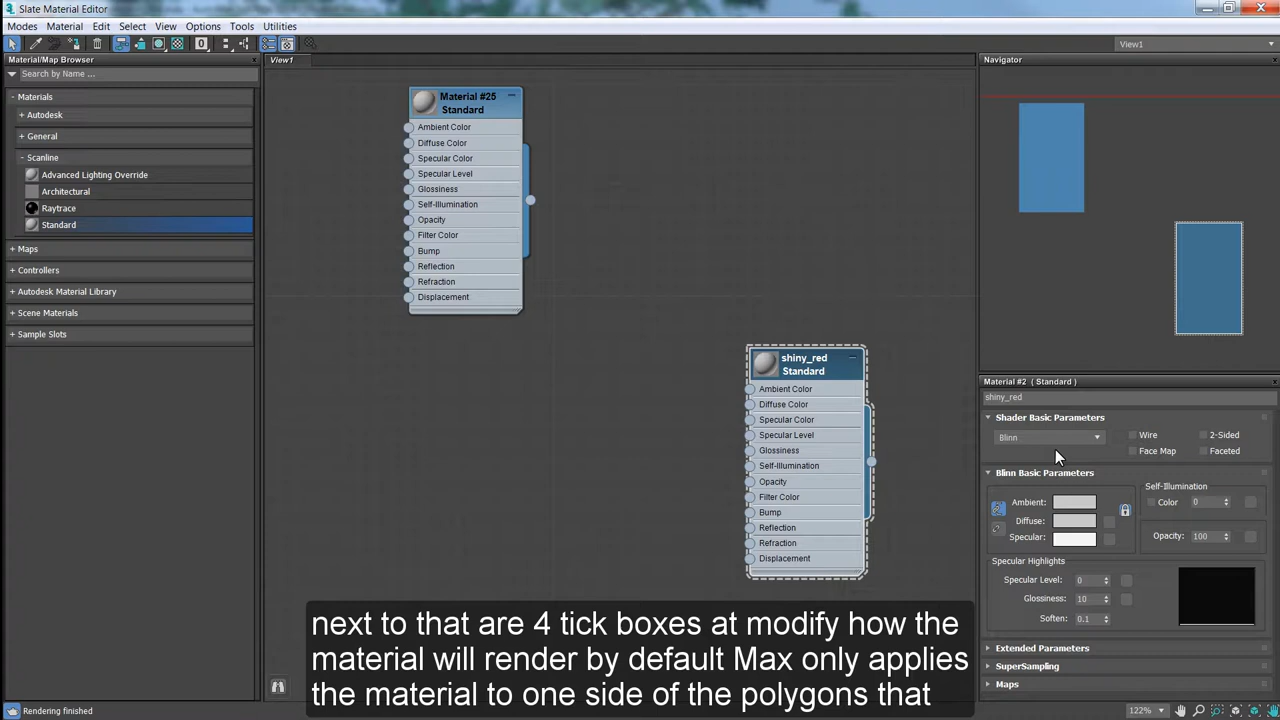 Slate Material Editor
Modes Material Edit Select View Options Tools Utilities
View1
Material/Map Browser
View1
Navigator
Search by Name ...
Materials
Autodesk
General
Scanline
Advanced Lighting Override
Architectural
Raytrace
Standard
Maps
Controllers
Autodesk Material Library
Scene Materials
Sample Slots
Material #25
Standard
Ambient Color
Diffuse Color
Specular Color
Specular Level
Glossiness
Self-Illumination
Opacity
Filter Color
Bump
Reflection
Refraction
Displacement
shiny_red
Standard
Ambient Color
Diffuse Color
Specular Color
Specular Level
Glossiness
Self-Illumination
Opacity
Filter Color
Bump
Reflection
Refraction
Displacement
Material #2 ( Standard )
shiny_red
Shader Basic Parameters
Blinn
Wire
2-Sided
Face Map
Faceted
Blinn Basic Parameters
Self-Illumination
Ambient:
Color 0
Diffuse:
Specular:
Opacity: 100
Specular Highlights
Specular Level: 0
Glossiness: 10
Soften: 0.1
Extended Parameters
SuperSampling
Maps
next to that are 4 tick boxes at modify how the
material will render by default Max only applies
the material to one side of the polygons that
Rendering finished
122%